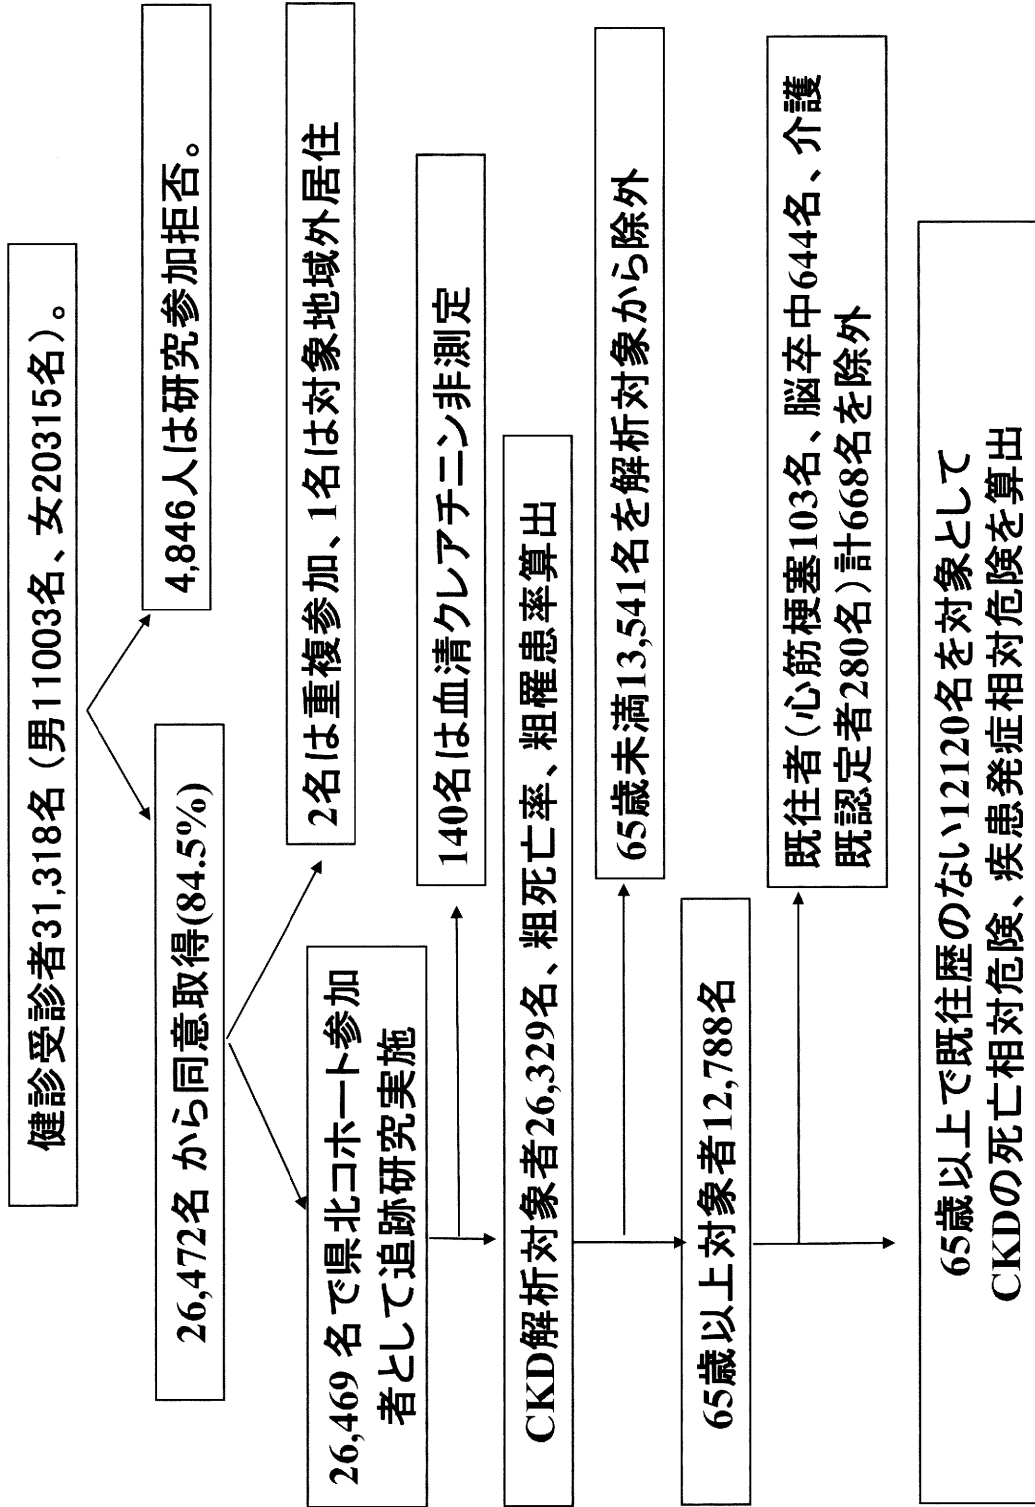 健診受診者31,318名 (男11003名、女20315名)。
4,846人は研究参加拒否。
26,472名 から同意取得(84.5%)
2名は重複参加、1名は対象地域外居住
26,469 名で県北コホート参加
者として追跡研究実施
140名は血清クレアチニン非測定
CKD解析対象者26,329名、粗死亡率、粗罹患率算出
65歳未満13,541名を解析対象から除外
65歳以上対象者12,788名
既往者(心筋梗塞103名、脳卒中644名、介護
既認定者280名)計668名を除外
65歳以上で既往歴のない12120名を対象として
CKDの死亡相対危険、疾患発症相対危険を算出